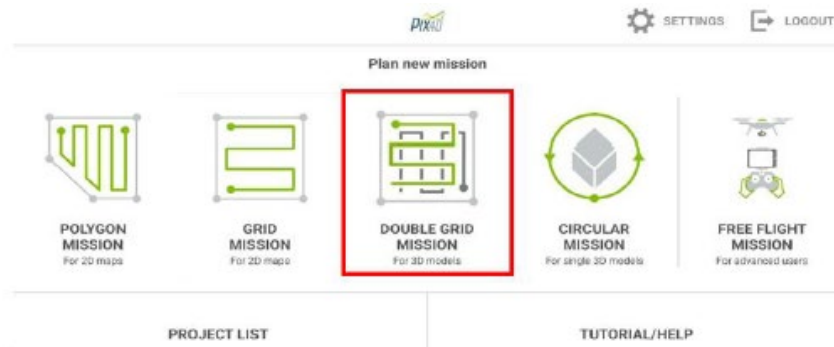 PIX4D
SETTINGS
LOGOUT
Plan new mission
POLYGON
MISSION
For 2D maps
GRID
MISSION
For 2D maps
DOUBLE GRID
MISSION
For 3D models
CIRCULAR
MISSION
For single 3D models
FREE FLIGHT
MISSION
For advanced users
PROJECT LIST
TUTORIAL/HELP